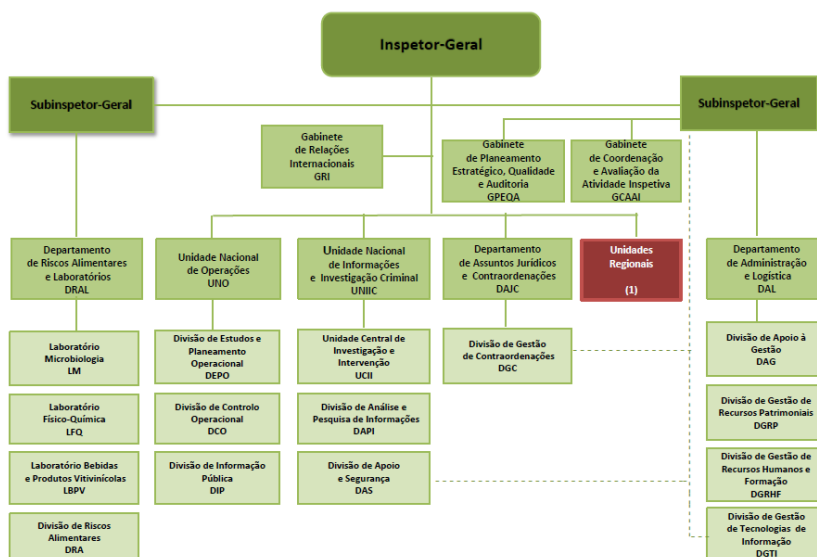 Inspetor-Geral
Subinspetor-Geral
Subinspetor-Geral
Gabinete
de Relações
Internacionais
GRI
Gabinete
de Planeamento
Estratégico, Qualidade
e Auditoria
GPEQA
Gabinete
de Coordenação
e Avaliação da
Atividade Inspetiva
GCAAI
Departamento
de Riscos Alimentares
e Laboratórios
DRAL
Unidade Nacional
de Operações
UNO
Unidade Nacional
de Informações
e Investigação Criminal
UNIIC
Departamento
de Assuntos Jurídicos
e Contraordenações
DAJC
Unidades
Regionais
(1)
Departamento
de Administração
e Logística
DAL
Laboratório
Microbiologia
LM
Divisão de Estudos e
Planeamento
Operacional
DEPO
Unidade Central de
Investigação e
Intervenção
UCII
Divisão de Gestão
de Contraordenações
DGC
Divisão de Apoio à
Gestão
DAG
Laboratório
Físico-Química
LFQ
Divisão de Controlo
Operacional
DCO
Divisão de Análise e
Pesquisa de Informações
DAPI
Divisão de Gestão de
Recursos Patrimoniais
DGRP
Laboratório Bebidas
e Produtos Vitivinícolas
LBPV
Divisão de Informação
Pública
DIP
Divisão de Apoio
e Segurança
DAS
Divisão de Gestão de
Recursos Humanos e
Formação
DGRHF
Divisão de Riscos
Alimentares
DRA
Divisão de Gestão
de Tecnologias de
Informação
DGTI